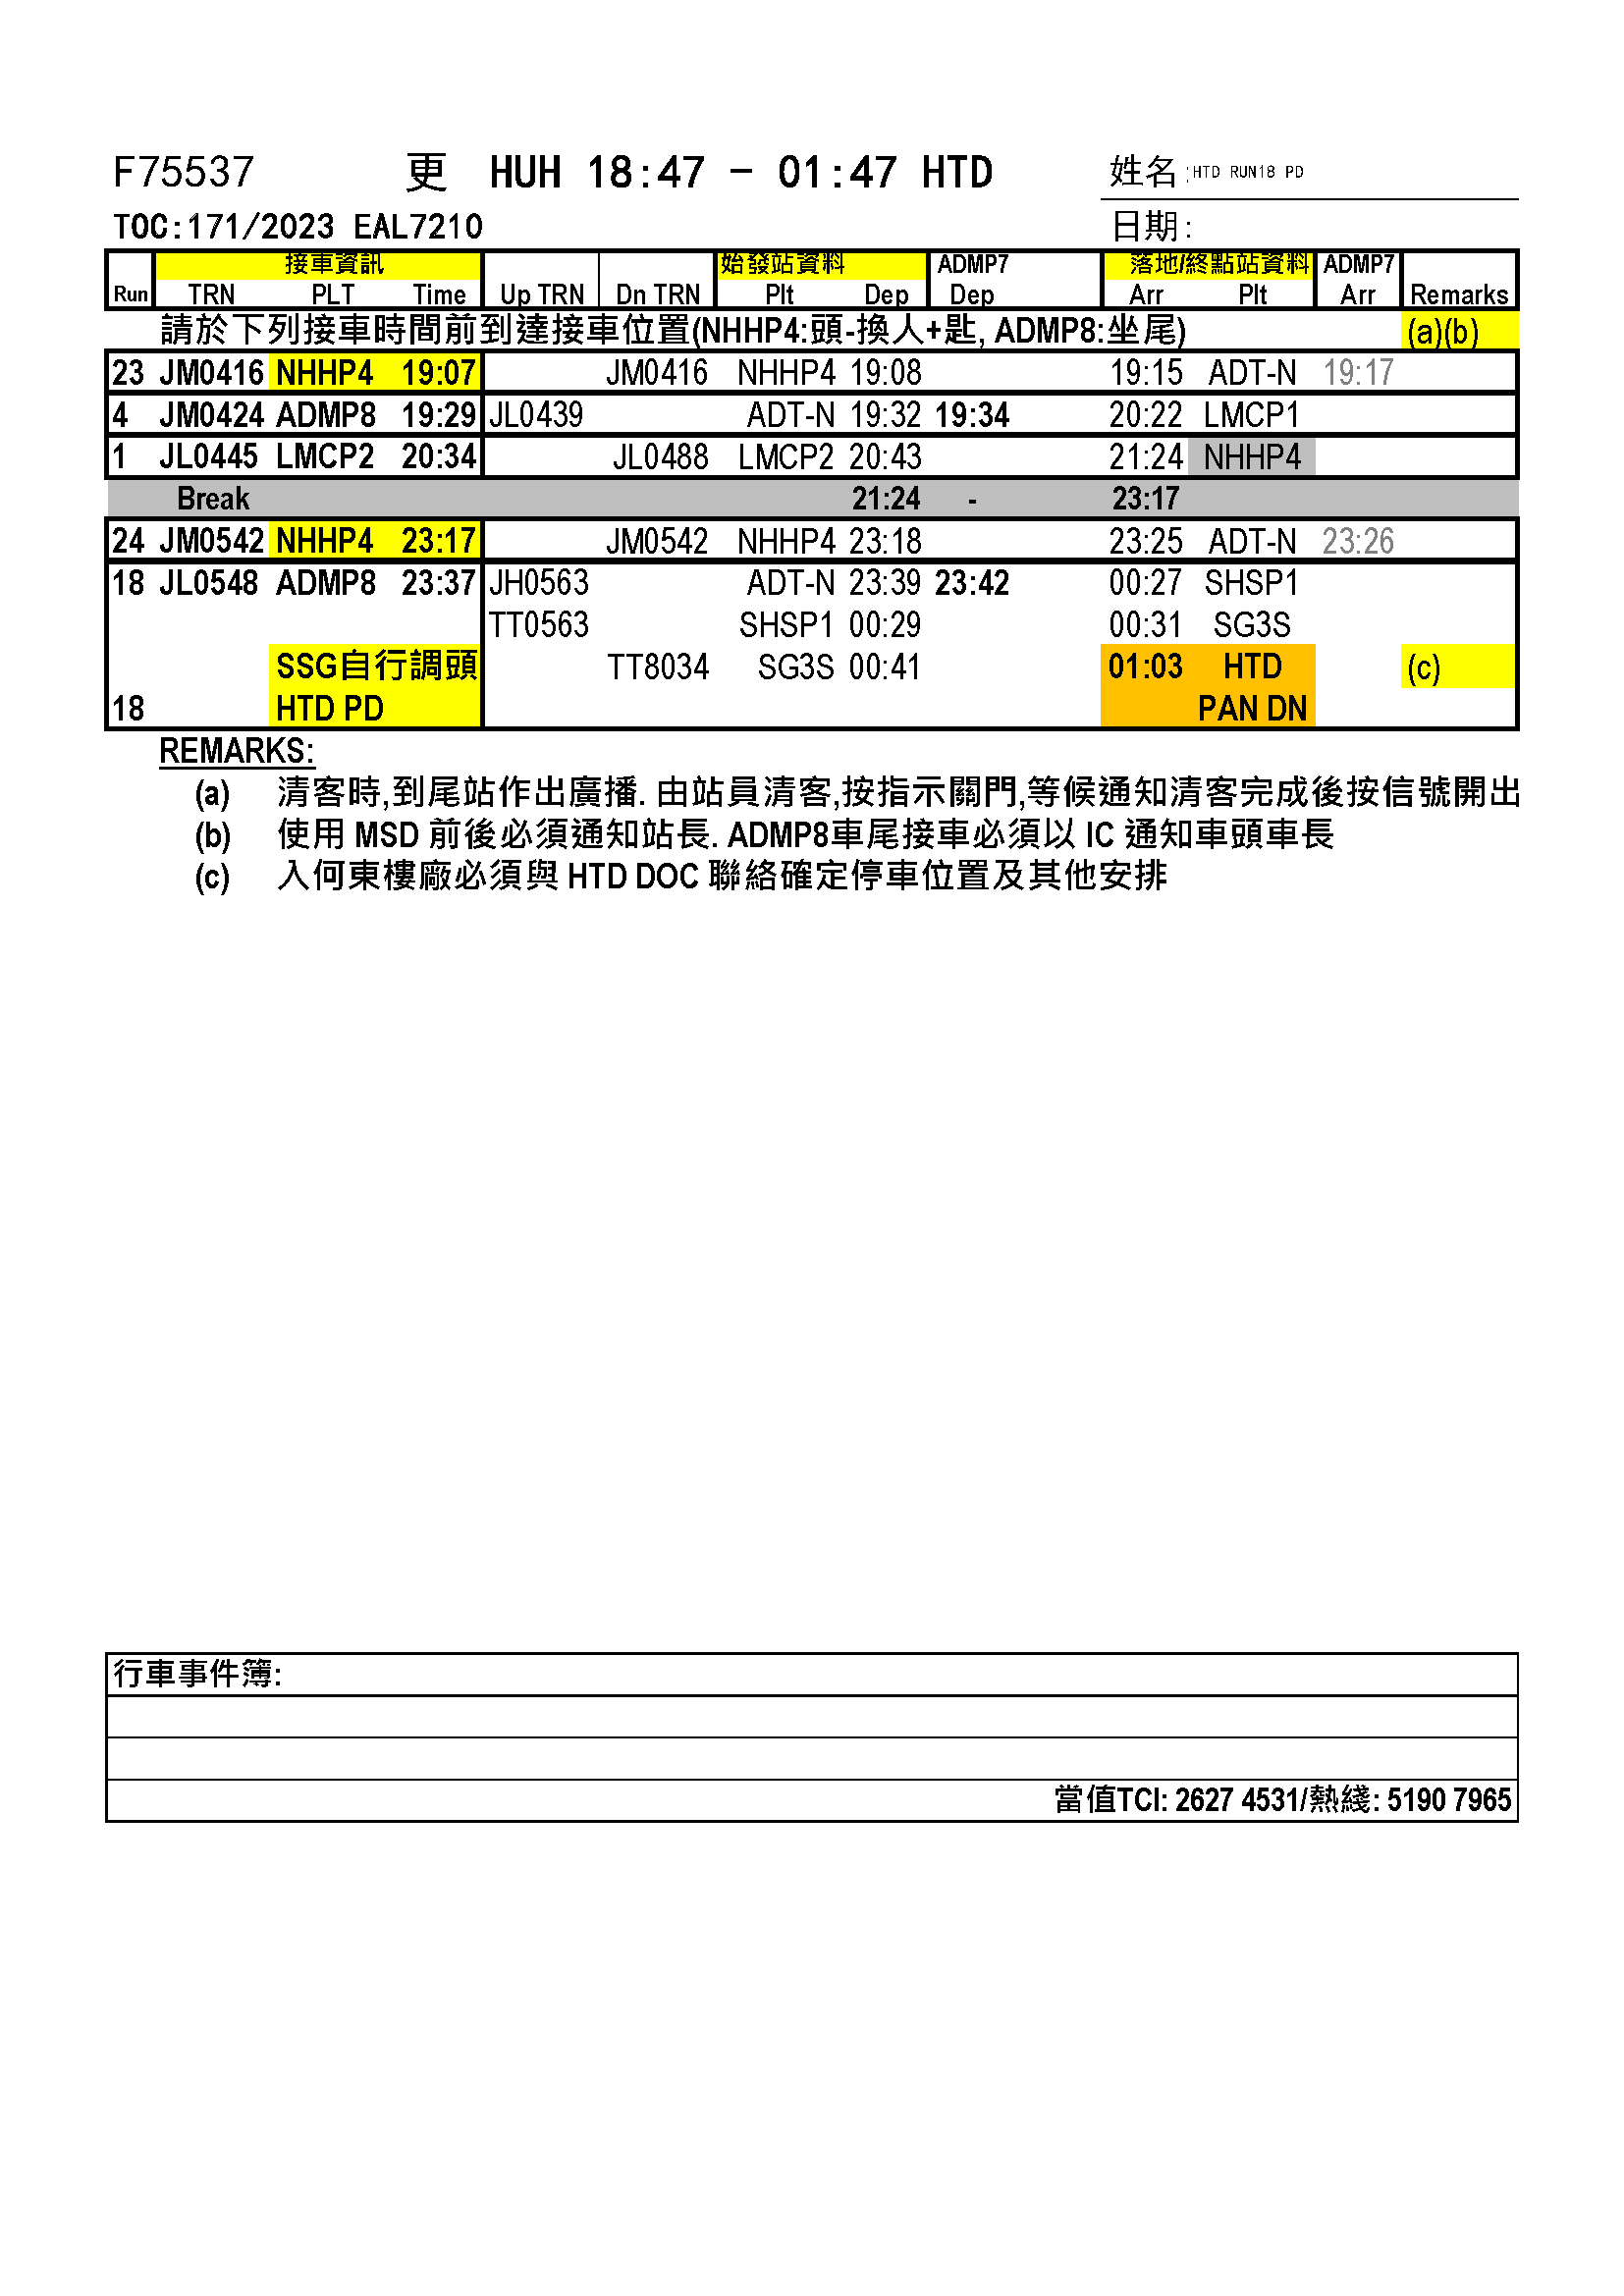 F75537 更 HUH 18:47 - 01:47 HTD 姓名:HTD RUN18 PD
TOC:171/2023 EAL7210 日期:
接車資訊 始發站資料 ADMP7 落地/終點站資料 ADMP7
Run TRN PLT Time Up TRN Dn TRN Plt Dep Dep Arr Plt Arr Remarks
請於下列接車時間前到達接車位置(NHHP4:頭-換人+匙, ADMP8:坐尾) (a)(b)
23 JM0416 NHHP4 19:07 JM0416 NHHP4 19:08 19:15 ADT-N 19:17
4 JM0424 ADMP8 19:29 JL0439 ADT-N 19:32 19:34 20:22 LMCP1
1 JL0445 LMCP2 20:34 JL0488 LMCP2 20:43 21:24 NHHP4
Break 21:24 - 23:17
24 JM0542 NHHP4 23:17 JM0542 NHHP4 23:18 23:25 ADT-N 23:26
18 JL0548 ADMP8 23:37 JH0563 ADT-N 23:39 23:42 00:27 SHSP1
TT0563 SHSP1 00:29 00:31 SG3S
SSG自行調頭 TT8034 SG3S 00:41 01:03 HTD (c)
18 HTD PD PAN DN
REMARKS:
(a) 清客時,到尾站作出廣播. 由站員清客,按指示關門,等候通知清客完成後按信號開出
(b) 使用 MSD 前後必須通知站長. ADMP8車尾接車必須以 IC 通知車頭車長
(c) 入何東樓廠必須與 HTD DOC 聯絡確定停車位置及其他安排
行車事件簿:
當值TCI: 2627 4531/熱綫: 5190 7965